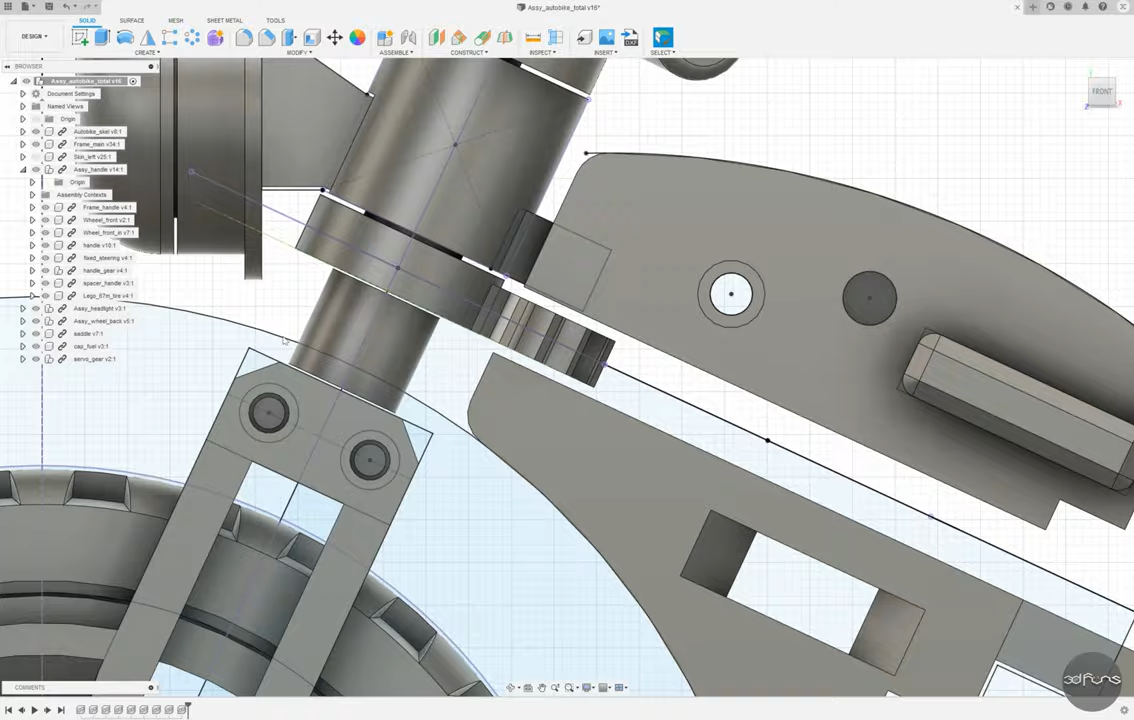 Assy_autobike_total v16*
DESIGN
SOLID
SURFACE
MESH
SHEET METAL
TOOLS
CREATE
MODIFY
ASSEMBLE
CONSTRUCT
INSPECT
INSERT
SELECT
BROWSER
Assy_autobike_total v16
Document Settings
Named Views
Origin
Autobike_skel v8:1
Frame_main v34:1
Skin_left v25:1
Assy_handle v14:1
Origin
Assembly Contexts
Frame_handle v4:1
Wheeel_front v2:1
Wheel_front_in v7:1
handle v10:1
fixed_steering v4:1
handle_gear v4:1
spacer_handle v3:1
Lego_67m_tire v4:1
Assy_headlight v3:1
Assy_wheel_back v5:1
saddle v7:1
cap_fuel v3:1
servo_gear v2:1
FRONT
Z
X
COMMENTS
3dFuns